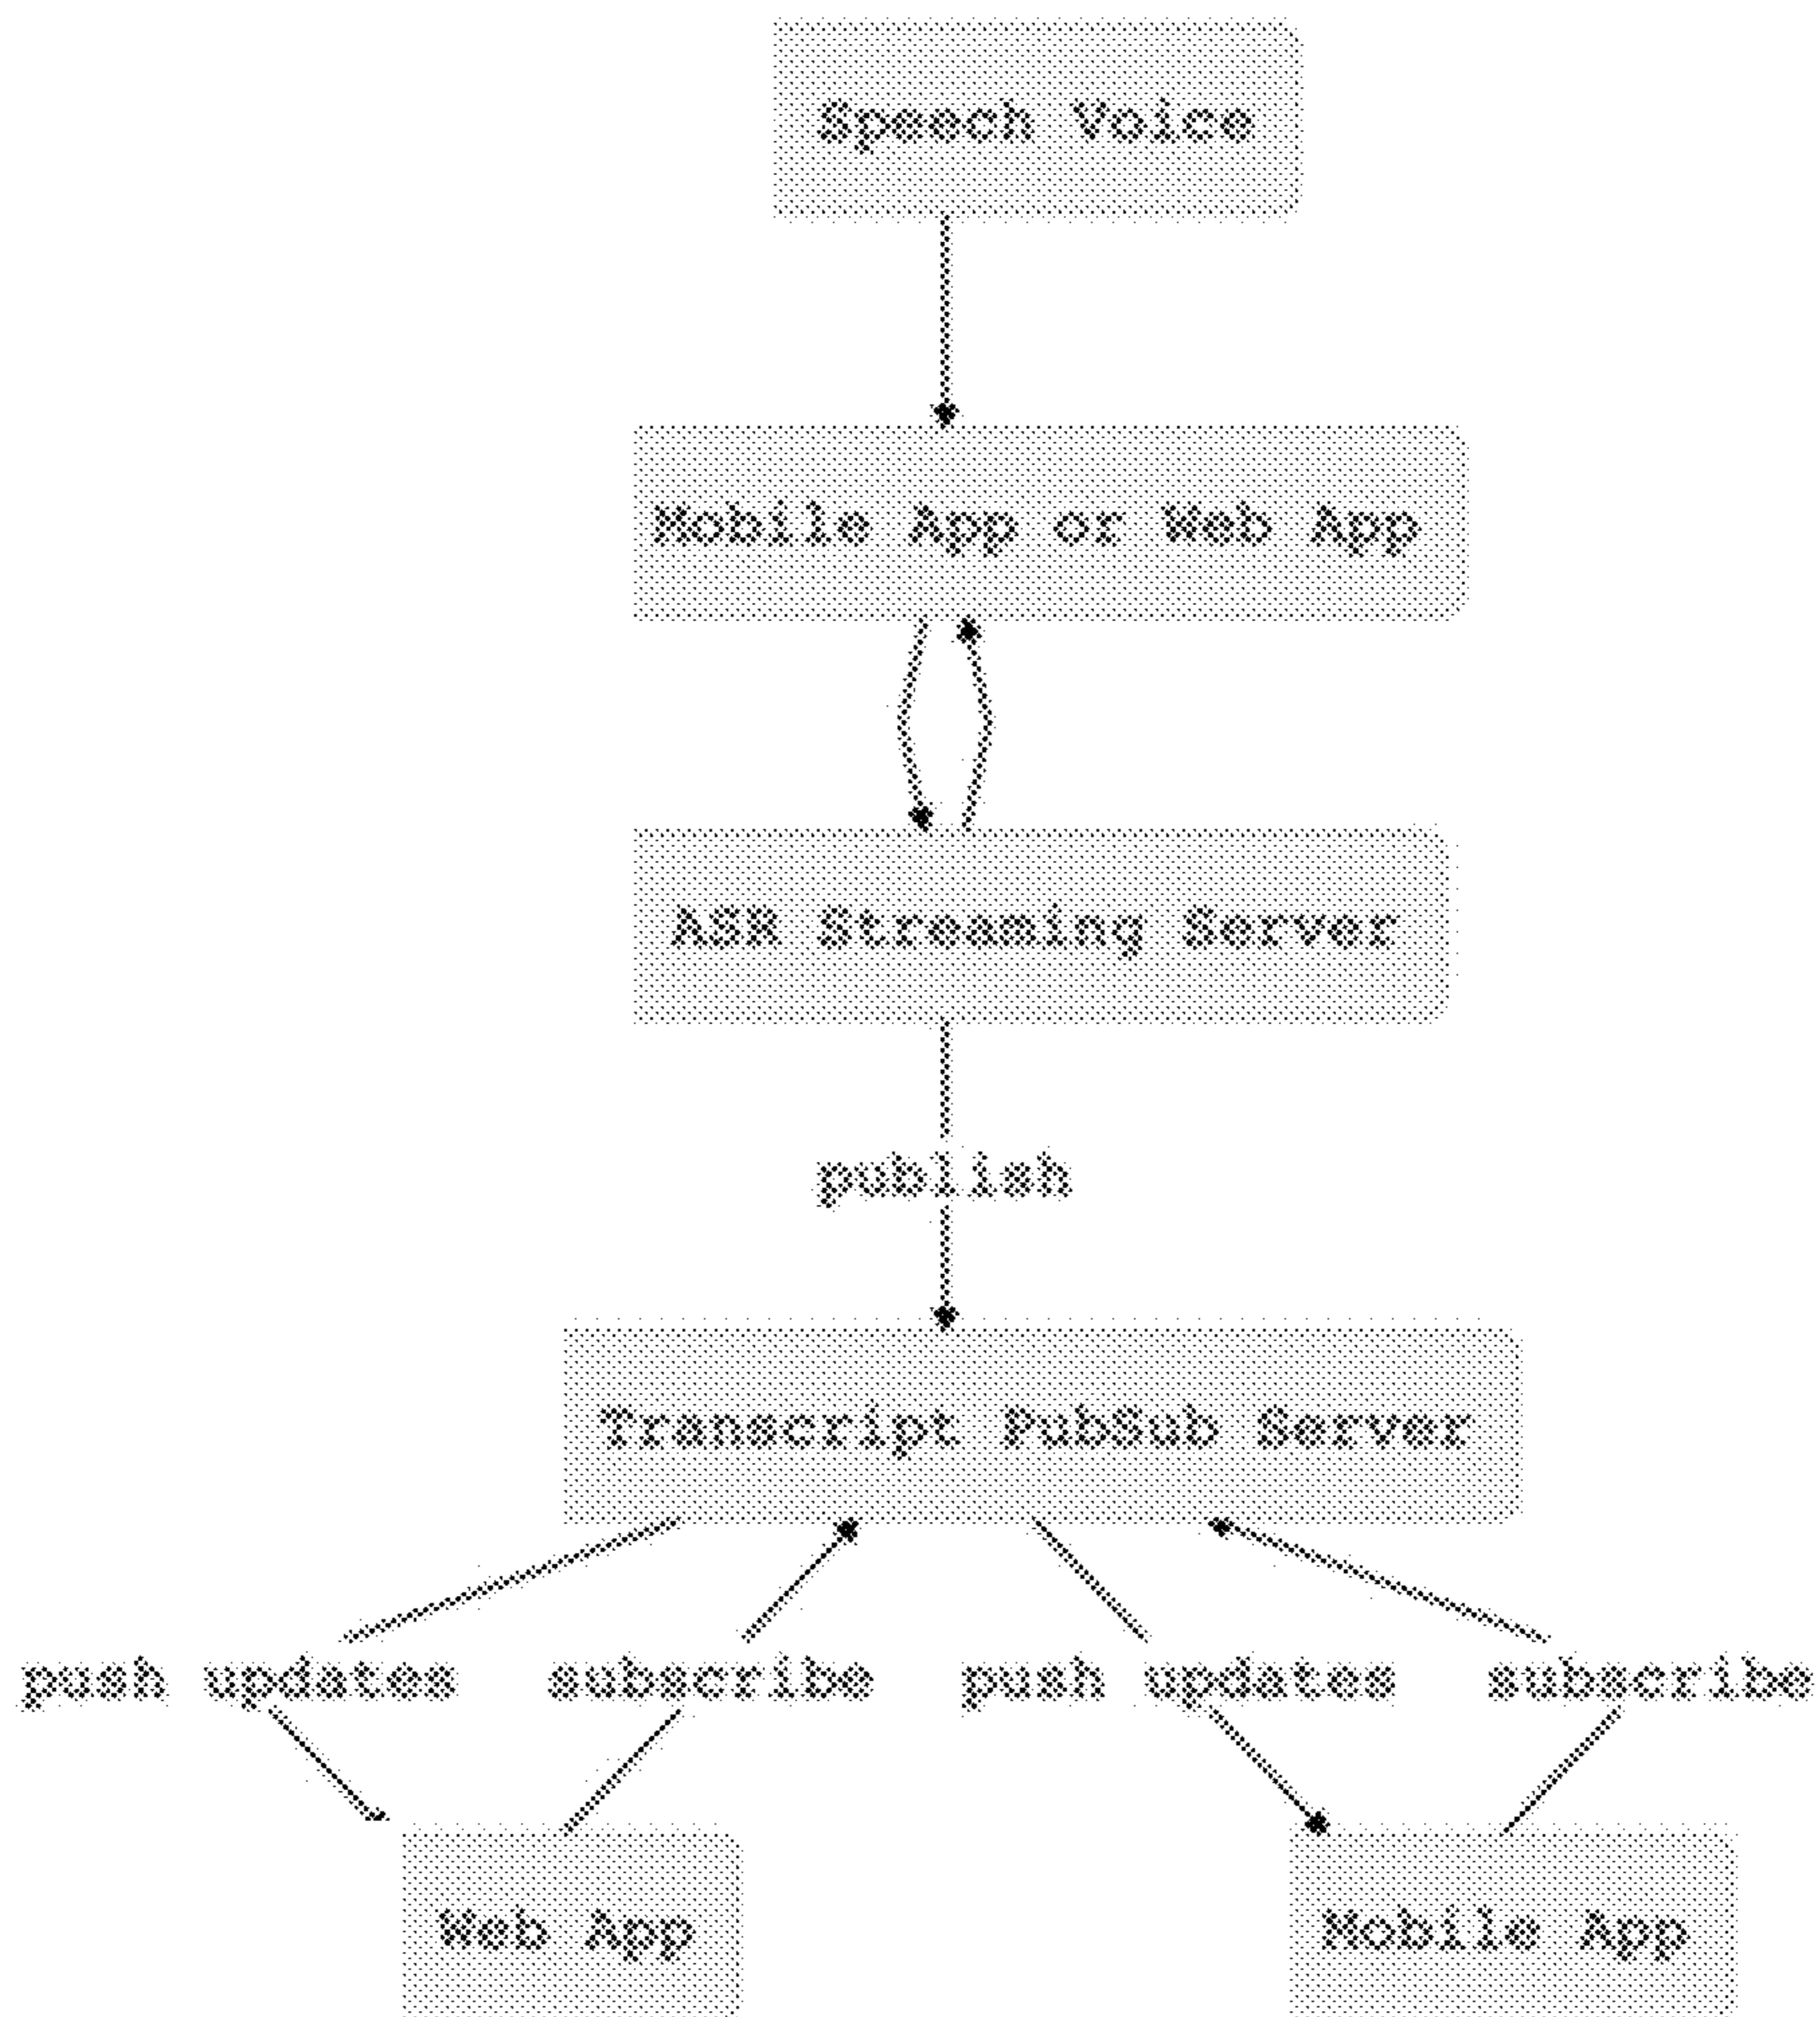 Speech Voice
Mobile App or Web App
ASR Streaming Server
publish
Transcript PubSub Server
push updates subscribe push updates subscribe
Web App Mobile App